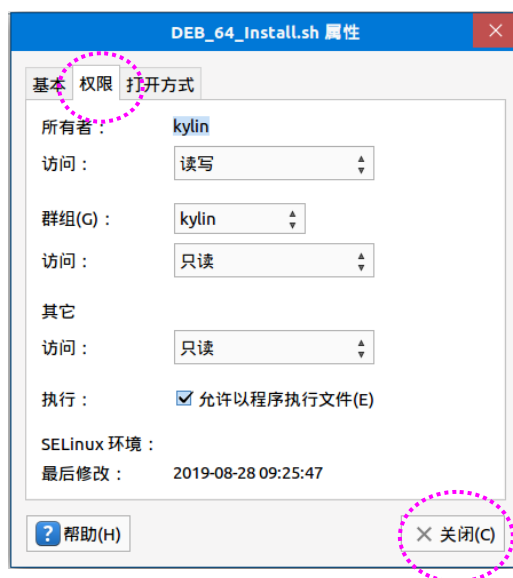 DEB_64_Install.sh 属性
基本 权限 打开方式
所有者： kylin
访问： 读写
群组(G)： kylin
访问： 只读
其它
访问： 只读
执行： 允许以程序执行文件(E)
SELinux 环境：
最后修改： 2019-08-28 09:25:47
帮助(H) 关闭(C)